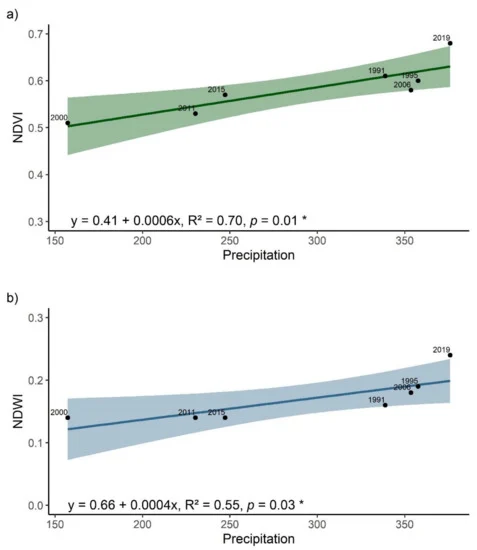 a)
0.7
0.6
0.5
0.4
0.3
NDVI
2019
1991
1995
2006
2015
2011
2000
y = 0.41 + 0.0006x, R² = 0.70, p = 0.01 *
150 200 250 300 350
Precipitation
b)
0.3
0.2
0.1
0.0
NDWI
2019
1995
2006
1991
2000 2011 2015
y = 0.66 + 0.0004x, R² = 0.55, p = 0.03 *
150 200 250 300 350
Precipitation